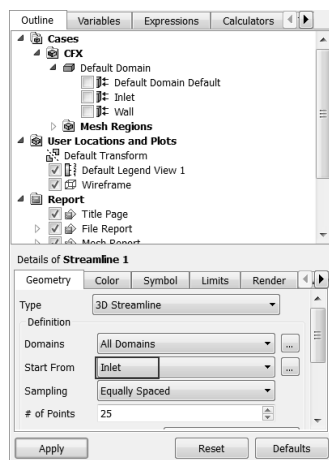 Outline Variables Expressions Calculators
Cases
CFX
Default Domain
Default Domain Default
Inlet
Wall
Mesh Regions
User Locations and Plots
Default Transform
Default Legend View 1
Wireframe
Report
Title Page
File Report
Mesh Report
Details of Streamline 1
Geometry Color Symbol Limits Render
Type 3D Streamline
Definition
Domains All Domains ...
Start From Inlet ...
Sampling Equally Spaced
# of Points 25
Apply Reset Defaults